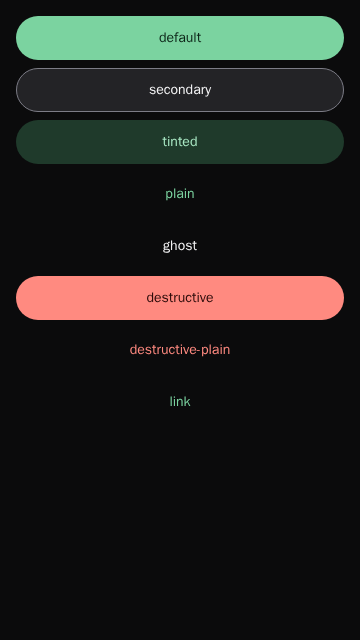 default
secondary
tinted
plain
ghost
destructive
destructive-plain
link